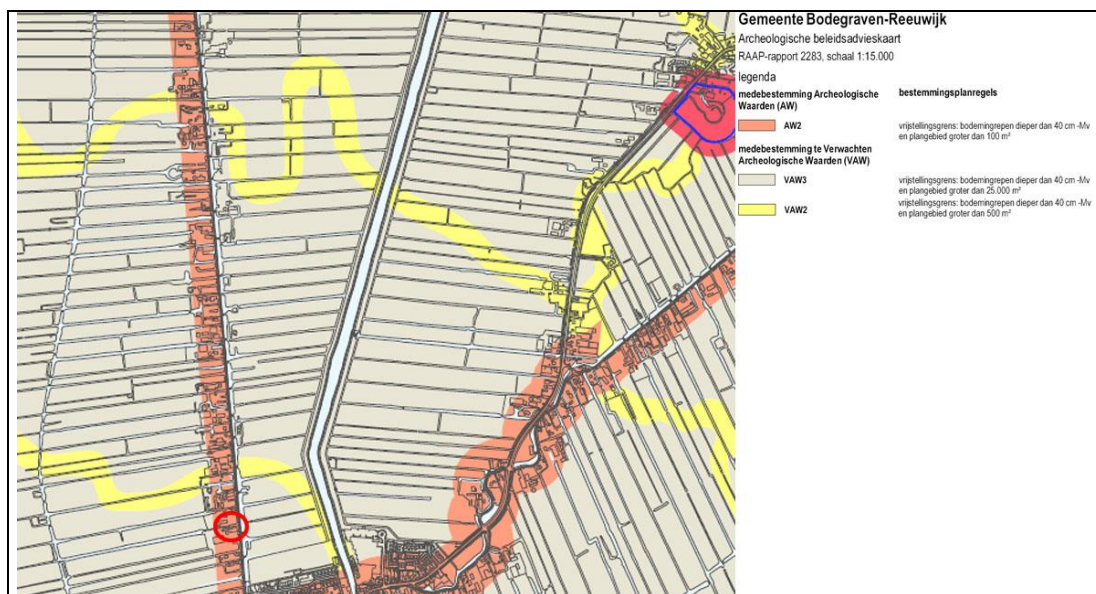 Gemeente Bodegraven-Reeuwijk
Archeologische beleidsadvieskaart
RAAP-rapport 2283, schaal 1:15.000
legenda
medebestemming Archeologische Waarden (AW)
bestemmingsplanregels
AW2
vrijstellingsgrens: bodemingrepen dieper dan 40 cm -Mv
en plangebied groter dan 100 m²
medebestemming te Verwachten
Archeologische Waarden (VAW)
VAW3
vrijstellingsgrens: bodemingrepen dieper dan 40 cm -Mv
en plangebied groter dan 25.000 m²
VAW2
vrijstellingsgrens: bodemingrepen dieper dan 40 cm -Mv
en plangebied groter dan 500 m²